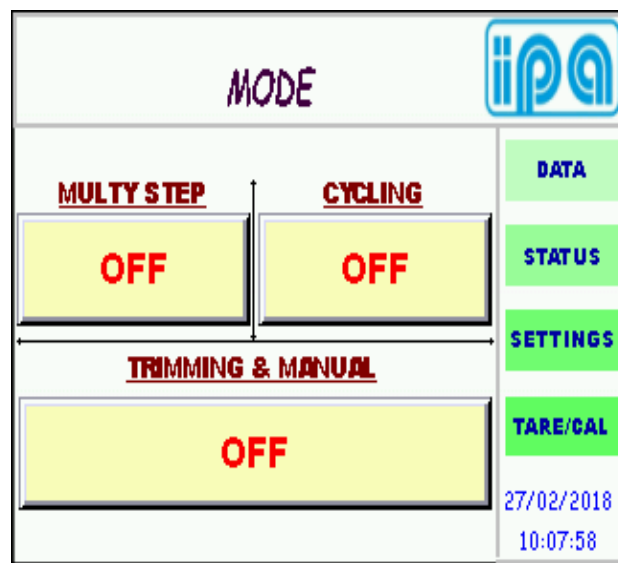 MODE
iipa
MULTY STEP
CYCLING
OFF
OFF
TRIMMING & MANUAL
OFF
DATA
STATUS
SETTINGS
TARE/CAL
27/02/2018
10:07:58